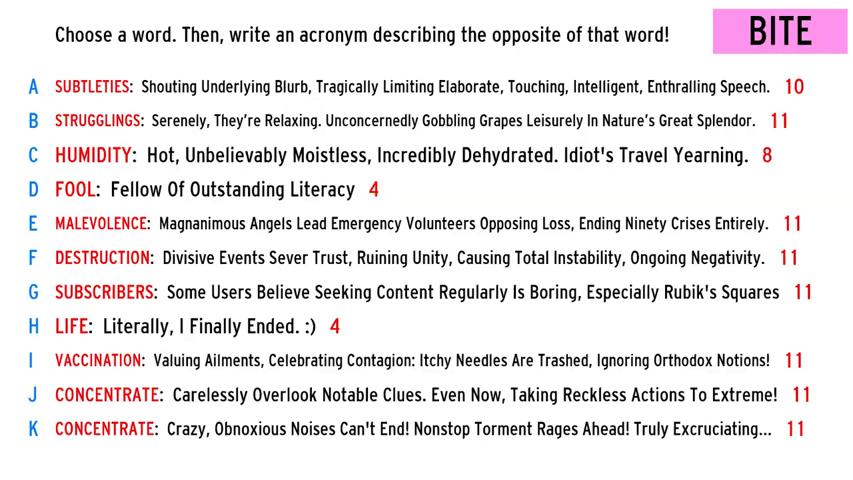 Choose a word. Then, write an acronym describing the opposite of that word!
BITE
A SUBTLETIES: Shouting Underlying Blurb, Tragically Limiting Elaborate, Touching, Intelligent, Enthralling Speech. 10
B STRUGGLINGS: Serenely, They're Relaxing. Unconcernedly Gobbling Grapes Leisurely In Nature's Great Splendor. 11
C HUMIDITY: Hot, Unbelievably Moistless, Incredibly Dehydrated. Idiot's Travel Yearning. 8
D FOOL: Fellow Of Outstanding Literacy 4
E MALEVOLENCE: Magnanimous Angels Lead Emergency Volunteers Opposing Loss, Ending Ninety Crises Entirely. 11
F DESTRUCTION: Divisive Events Sever Trust, Ruining Unity, Causing Total Instability, Ongoing Negativity. 11
G SUBSCRIBERS: Some Users Believe Seeking Content Regularly Is Boring, Especially Rubik's Squares 11
H LIFE: Literally, I Finally Ended. :) 4
I VACCINATION: Valuing Ailments, Celebrating Contagion: Itchy Needles Are Trashed, Ignoring Orthodox Notions! 11
J CONCENTRATE: Carelessly Overlook Notable Clues. Even Now, Taking Reckless Actions To Extreme! 11
K CONCENTRATE: Crazy, Obnoxious Noises Can't End! Nonstop Torment Rages Ahead! Truly Excruciating... 11